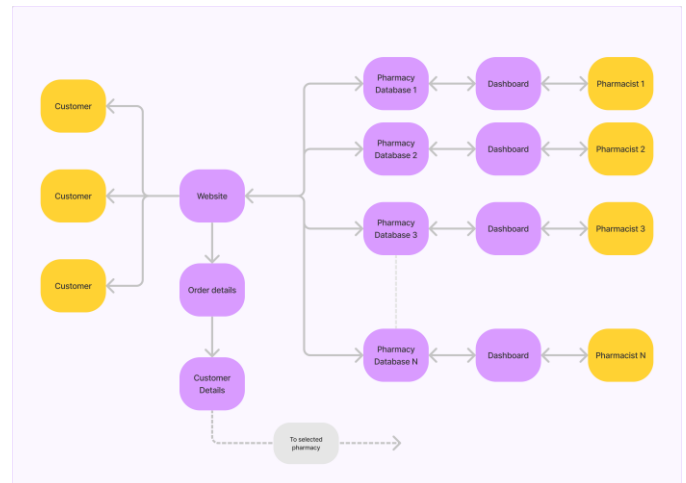 Customer
Customer
Customer
Website
Order details
Customer
Details
To selected
pharmacy
Pharmacy
Database 1
Dashboard
Pharmacist 1
Pharmacy
Database 2
Dashboard
Pharmacist 2
Pharmacy
Database 3
Dashboard
Pharmacist 3
Pharmacy
Database N
Dashboard
Pharmacist N